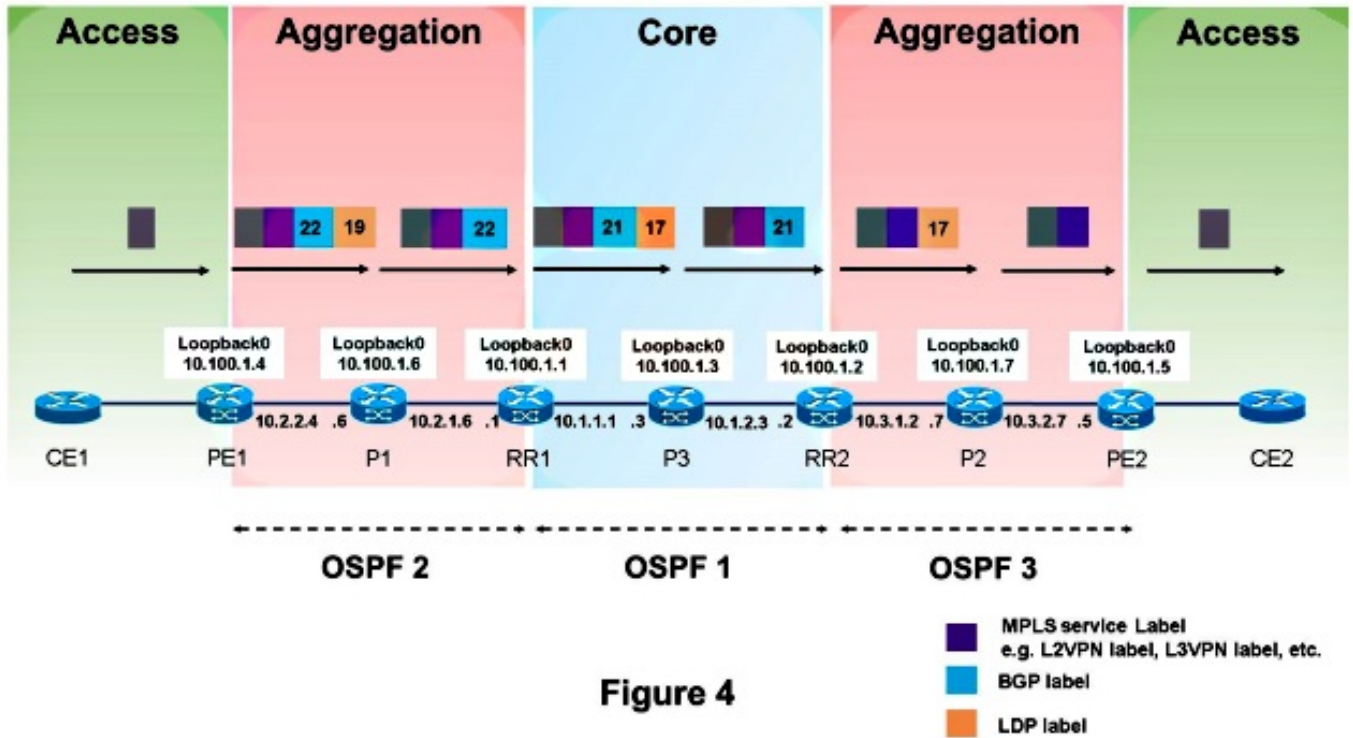 Access
Aggregation
Core
Aggregation
Access
22 19
22
21 17
21
17
Loopback0
10.100.1.4
Loopback0
10.100.1.6
Loopback0
10.100.1.1
Loopback0
10.100.1.3
Loopback0
10.100.1.2
Loopback0
10.100.1.7
Loopback0
10.100.1.5
10.2.2.4 .6 10.2.1.6 .1 10.1.1.1 .3 10.1.2.3 .2 10.3.1.2 .7 10.3.2.7 .5
CE1 PE1 P1 RR1 P3 RR2 P2 PE2 CE2
OSPF 2 OSPF 1 OSPF 3
MPLS service Label
e.g. L2VPN label, L3VPN label, etc.
BGP label
LDP label
Figure 4